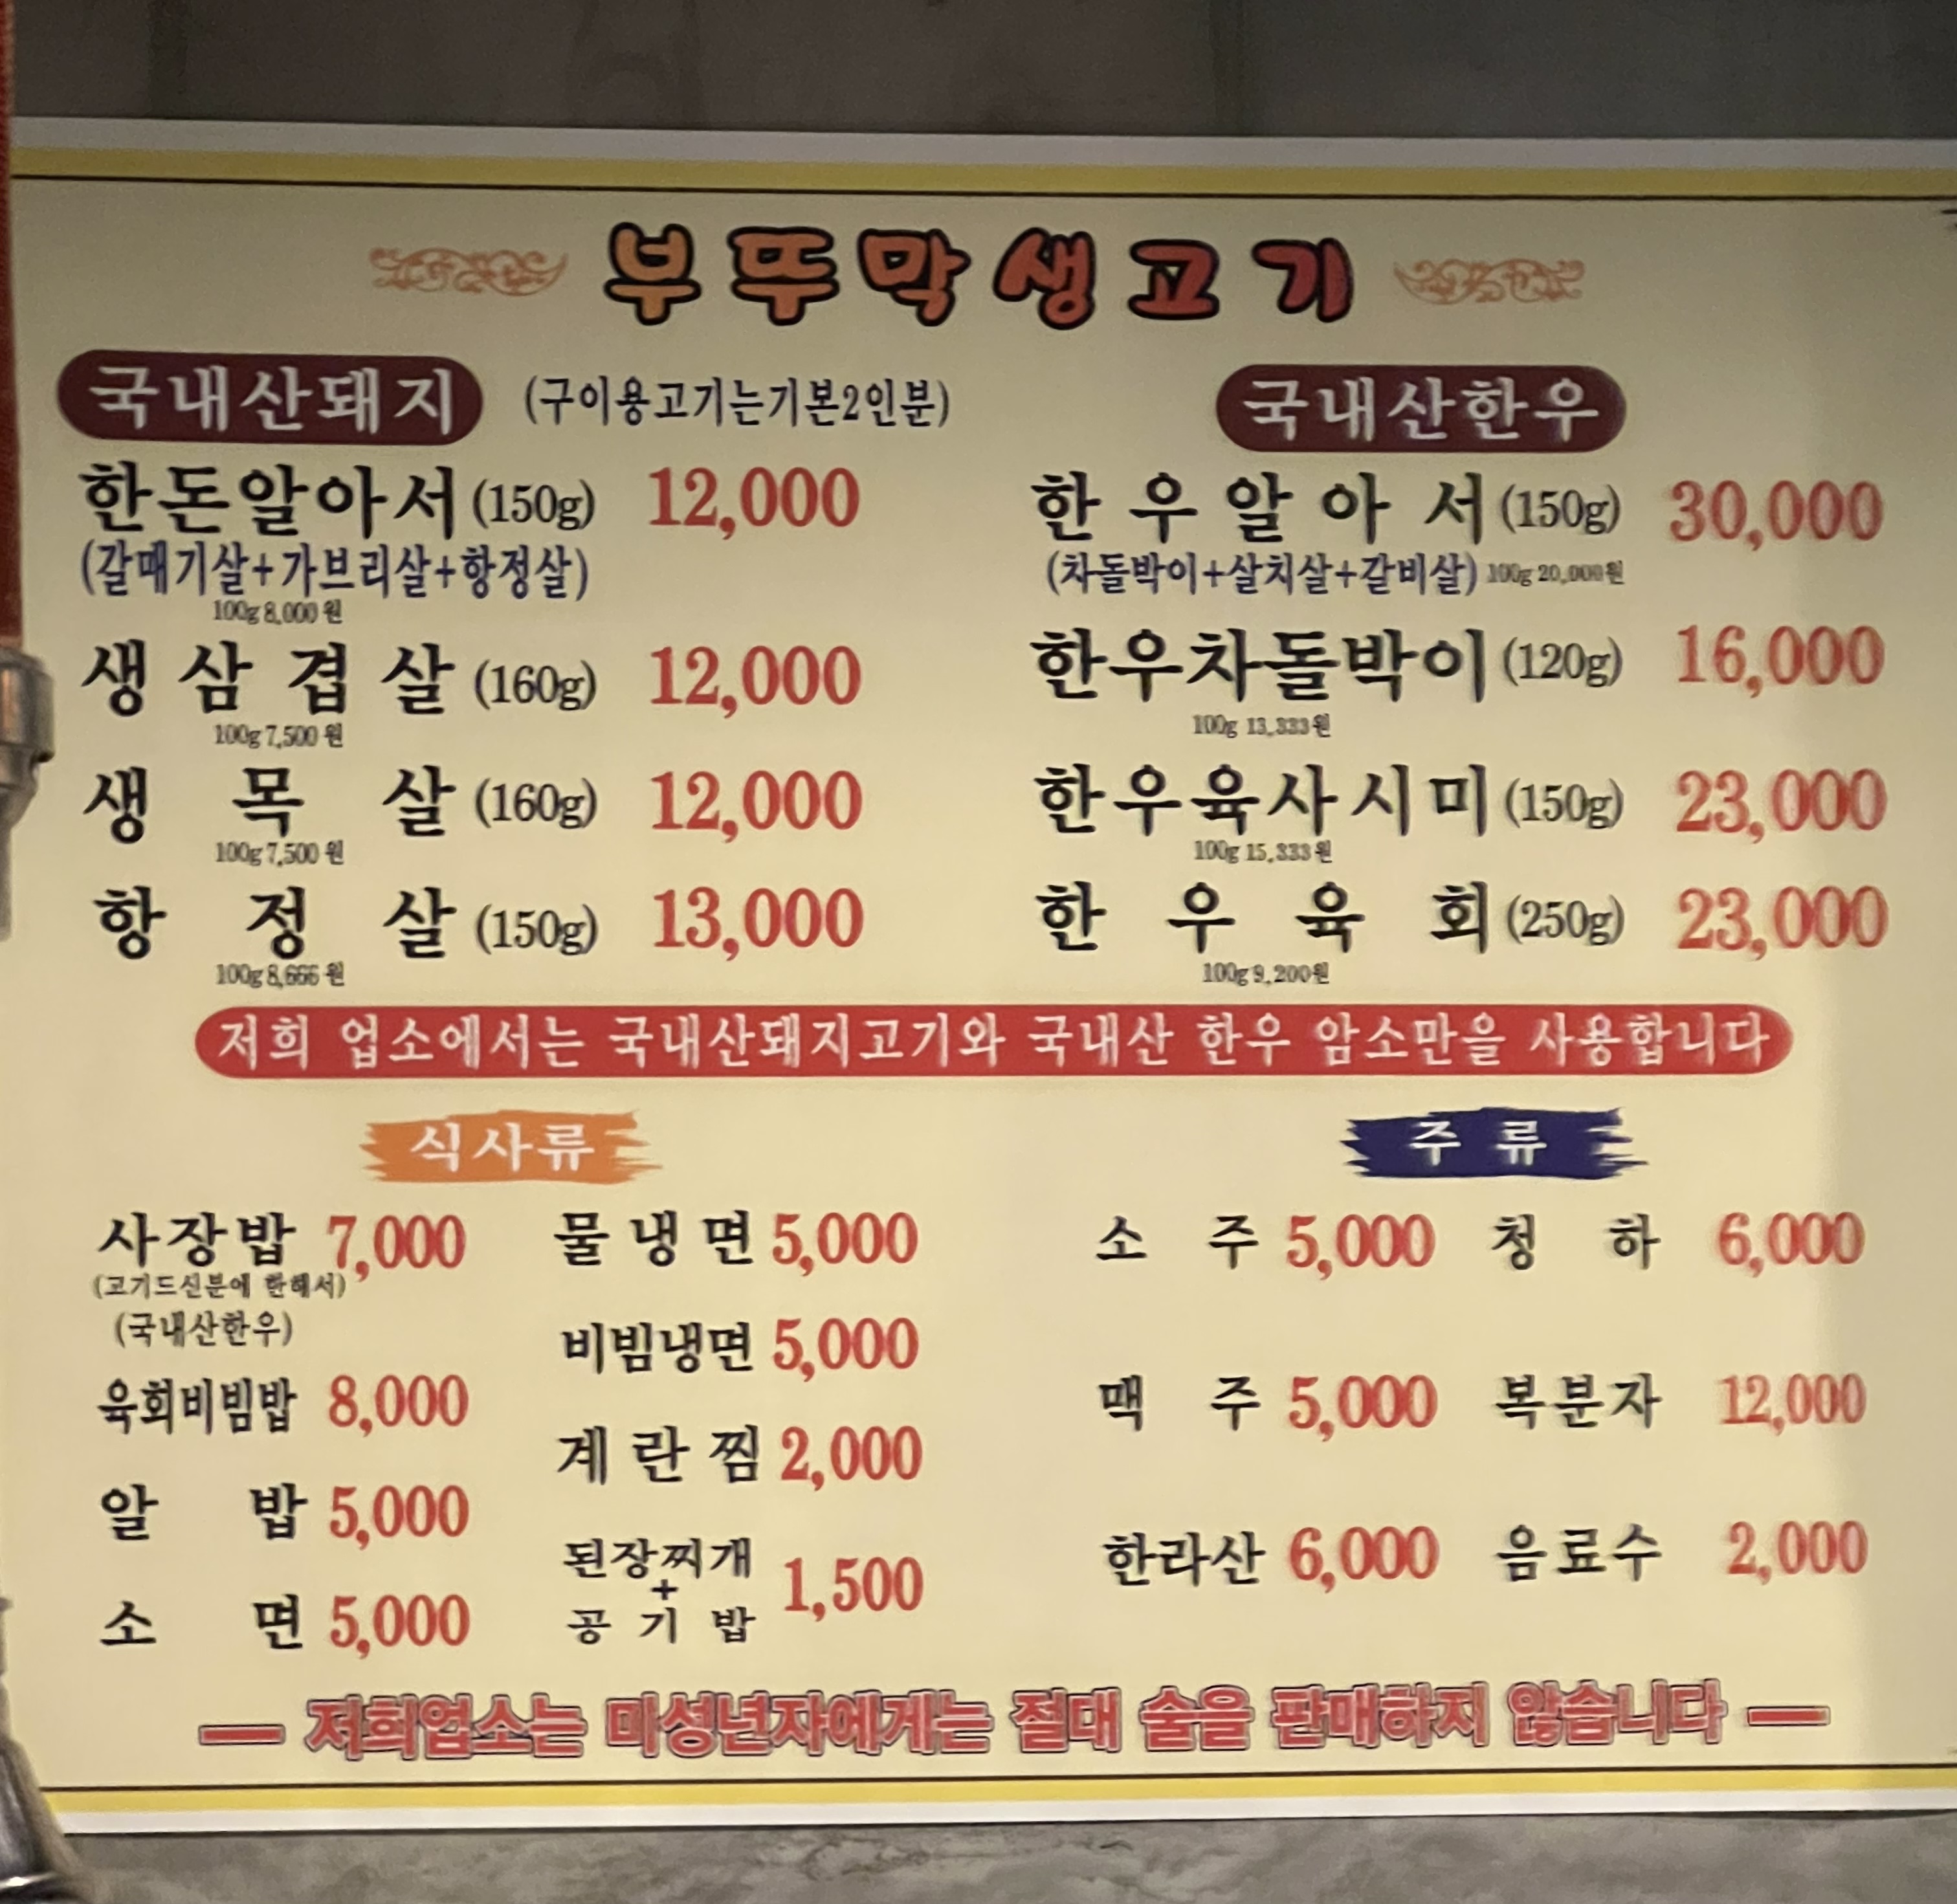 부뚜막생고기
국내산돼지 (구이용고기는기본2인분)
한돈알아서 (150g) 12,000
(갈매기살+가브리살+항정살)
100g 8,000 원
생삼겹살 (160g) 12,000
100g 7,500 원
생목살 (160g) 12,000
100g 7,500 원
항정살 (150g) 13,000
100g 8,666 원
국내산한우
한우알아서 (150g) 30,000
(차돌박이+살치살+갈비살) 100g 20,000원
한우차돌박이 (120g) 16,000
100g 13,333원
한우육사시미 (150g) 23,000
100g 15,333원
한우육회 (250g) 23,000
100g 9,200원
저희 업소에서는 국내산돼지고기와 국내산 한우 암소만을 사용합니다
식사류
사장밥 7,000
(고기드신분에 한해서)
(국내산한우)
육회비빔밥 8,000
알밥 5,000
소면 5,000
물냉면 5,000
비빔냉면 5,000
계란찜 2,000
된장찌개
+
공기밥
1,500
주류
소주 5,000
맥주 5,000
한라산 6,000
청하 6,000
복분자 12,000
음료수 2,000
— 저희업소는 미성년자에게는 절대 술을 판매하지 않습니다 —